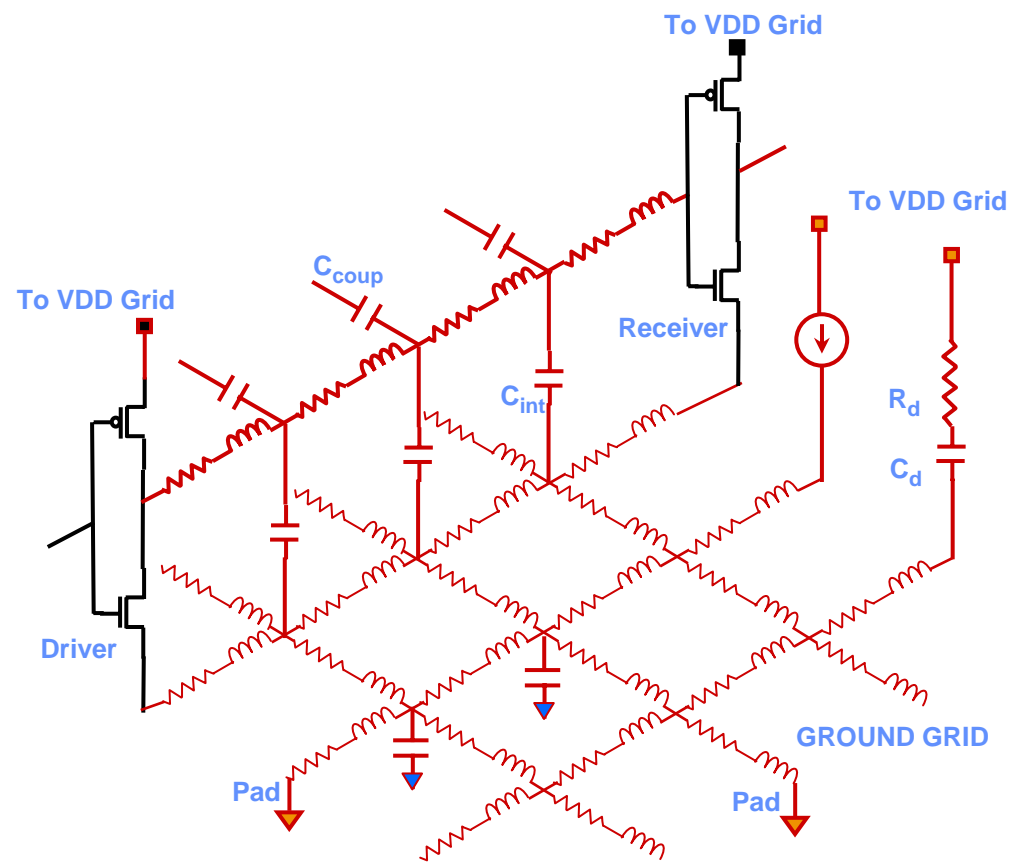 To VDD Grid
To VDD Grid
C_coup
To VDD Grid
Receiver
C_int
R_d
C_d
Driver
GROUND GRID
Pad
Pad